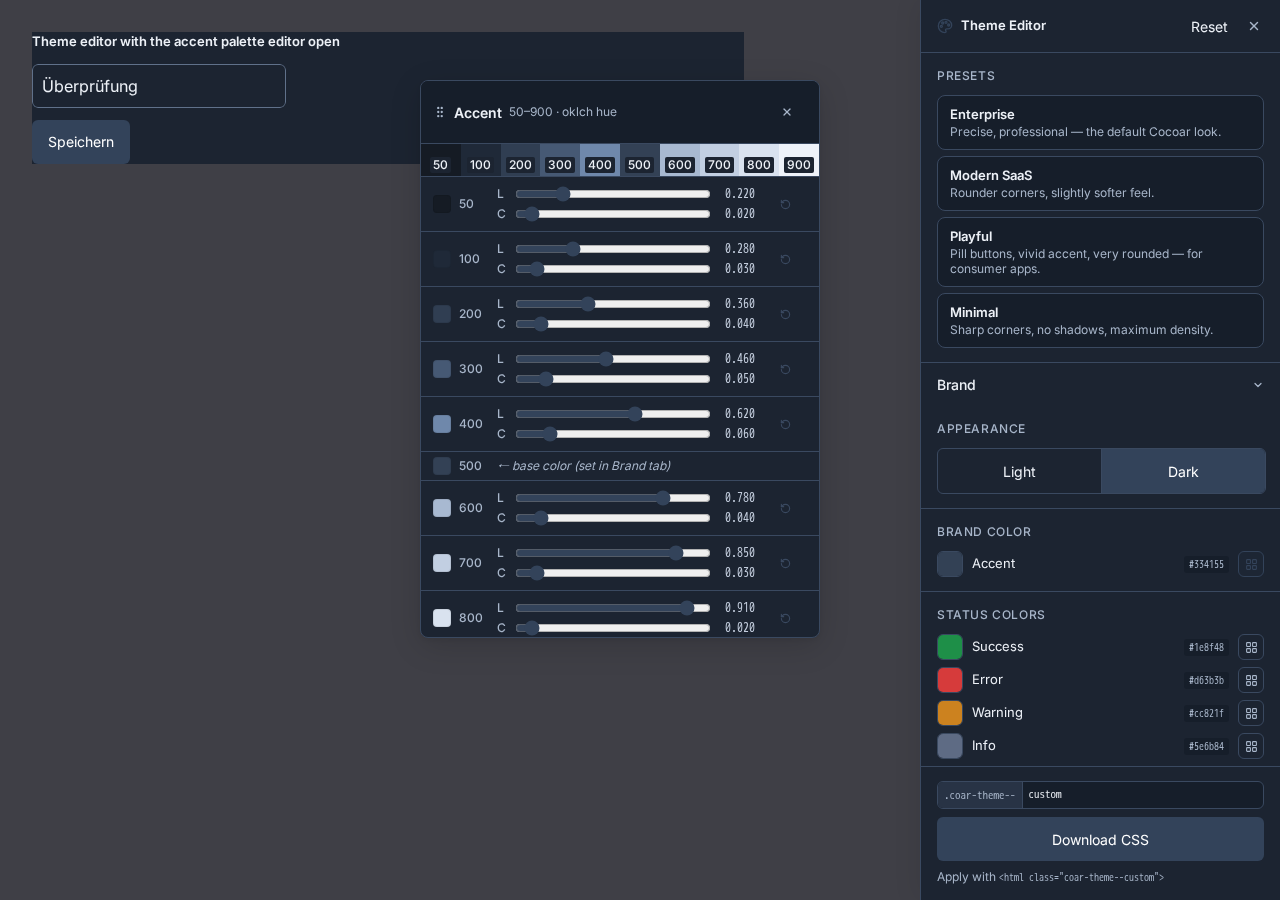 Theme editor with the accent palette editor open
Überprüfung
Speichern
Accent 50–900 · oklch hue
50 100 200 300 400 500 600 700 800 900
50 L 0.220
C 0.020
100 L 0.280
C 0.030
200 L 0.360
C 0.040
300 L 0.460
C 0.050
400 L 0.620
C 0.060
500 ← base color (set in Brand tab)
600 L 0.780
C 0.040
700 L 0.850
C 0.030
800 L 0.910
C 0.020
Theme Editor Reset
PRESETS
Enterprise
Precise, professional — the default Cocoar look.
Modern SaaS
Rounder corners, slightly softer feel.
Playful
Pill buttons, vivid accent, very rounded — for
consumer apps.
Minimal
Sharp corners, no shadows, maximum density.
Brand
APPEARANCE
Light Dark
BRAND COLOR
Accent #334155
STATUS COLORS
Success #1e8f48
Error #d63b3b
Warning #cc821f
Info #5e6b84
.coar-theme-- custom
Download CSS
Apply with <html class="coar-theme--custom">